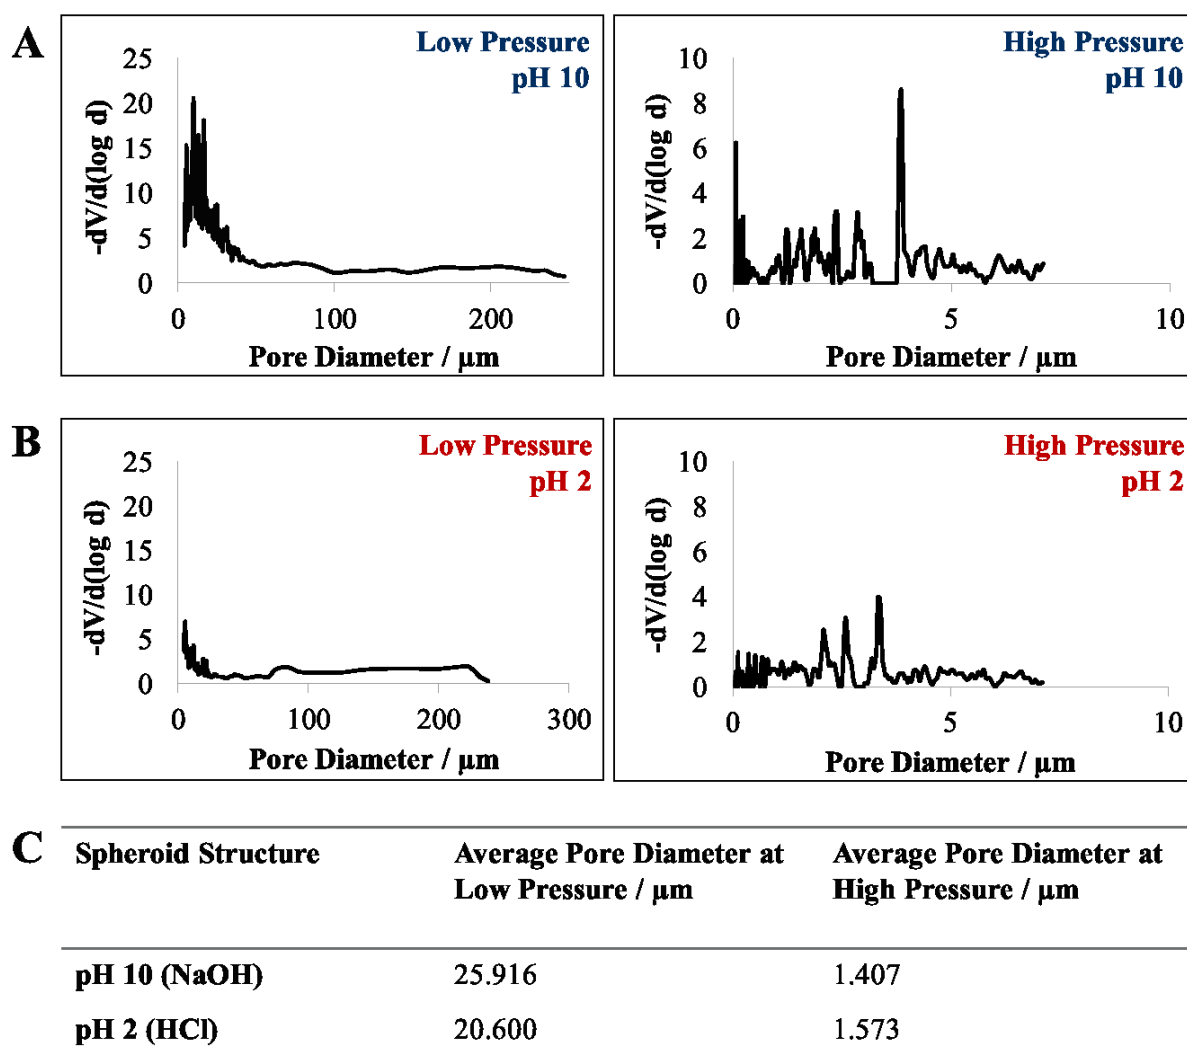 A
Low Pressure
pH 10
-dV/d(log d)
25
20
15
10
5
0
0 100 200
Pore Diameter / µm
High Pressure
pH 10
-dV/d(log d)
10
8
6
4
2
0
0 5 10
Pore Diameter / µm
B
Low Pressure
pH 2
-dV/d(log d)
25
20
15
10
5
0
0 100 200 300
Pore Diameter / µm
High Pressure
pH 2
-dV/d(log d)
10
8
6
4
2
0
0 5 10
Pore Diameter / µm
C
Spheroid Structure Average Pore Diameter at Average Pore Diameter at
Low Pressure / µm High Pressure / µm
pH 10 (NaOH) 25.916 1.407
pH 2 (HCl) 20.600 1.573